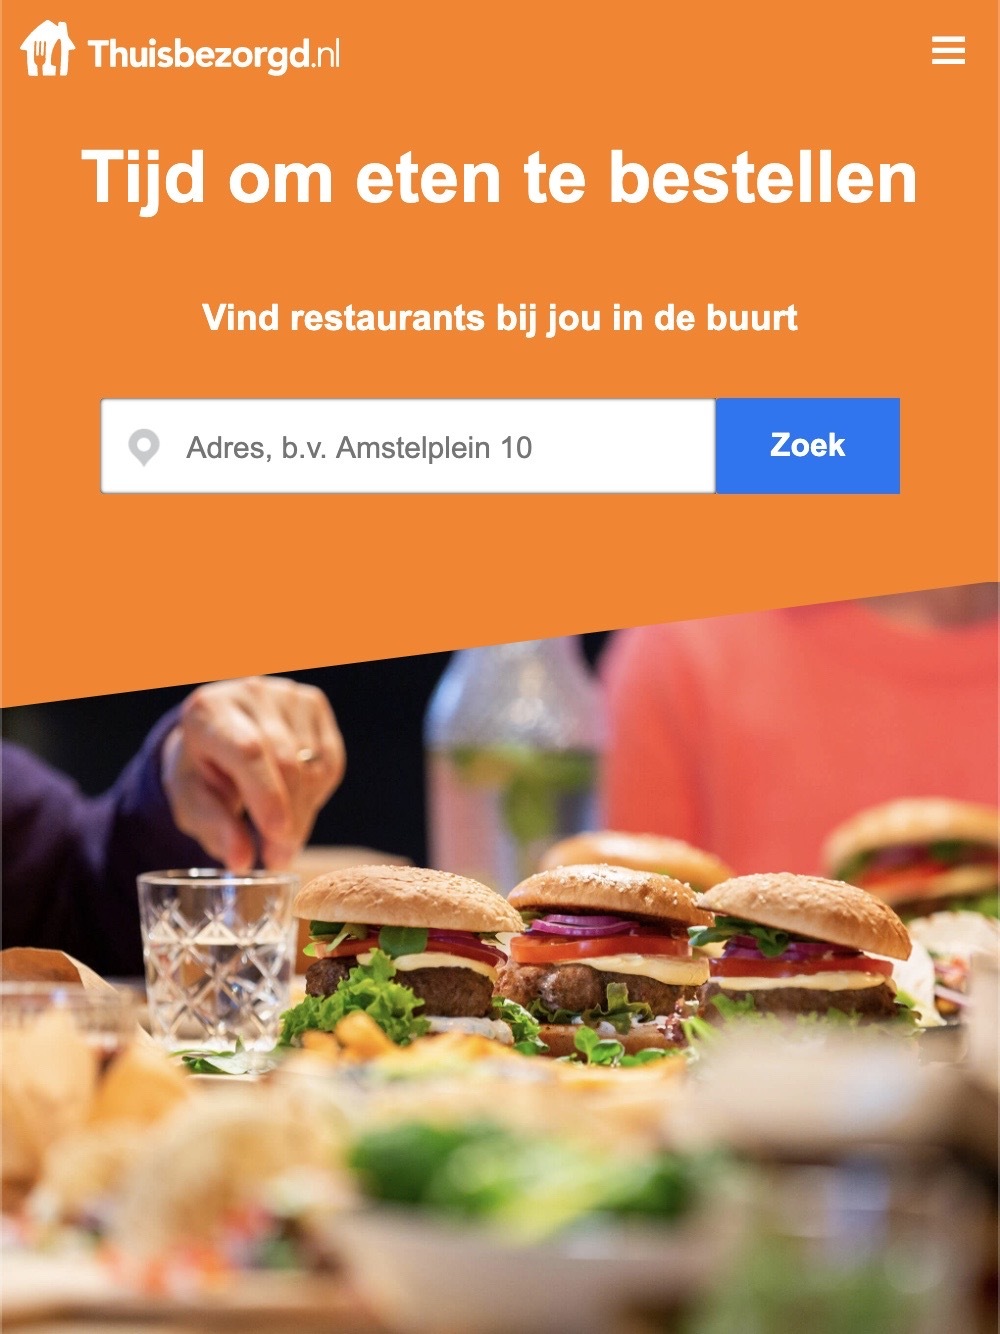 Thuisbezorgd.nl
Tijd om eten te bestellen
Vind restaurants bij jou in de buurt
Adres, b.v. Amstelplein 10
Zoek